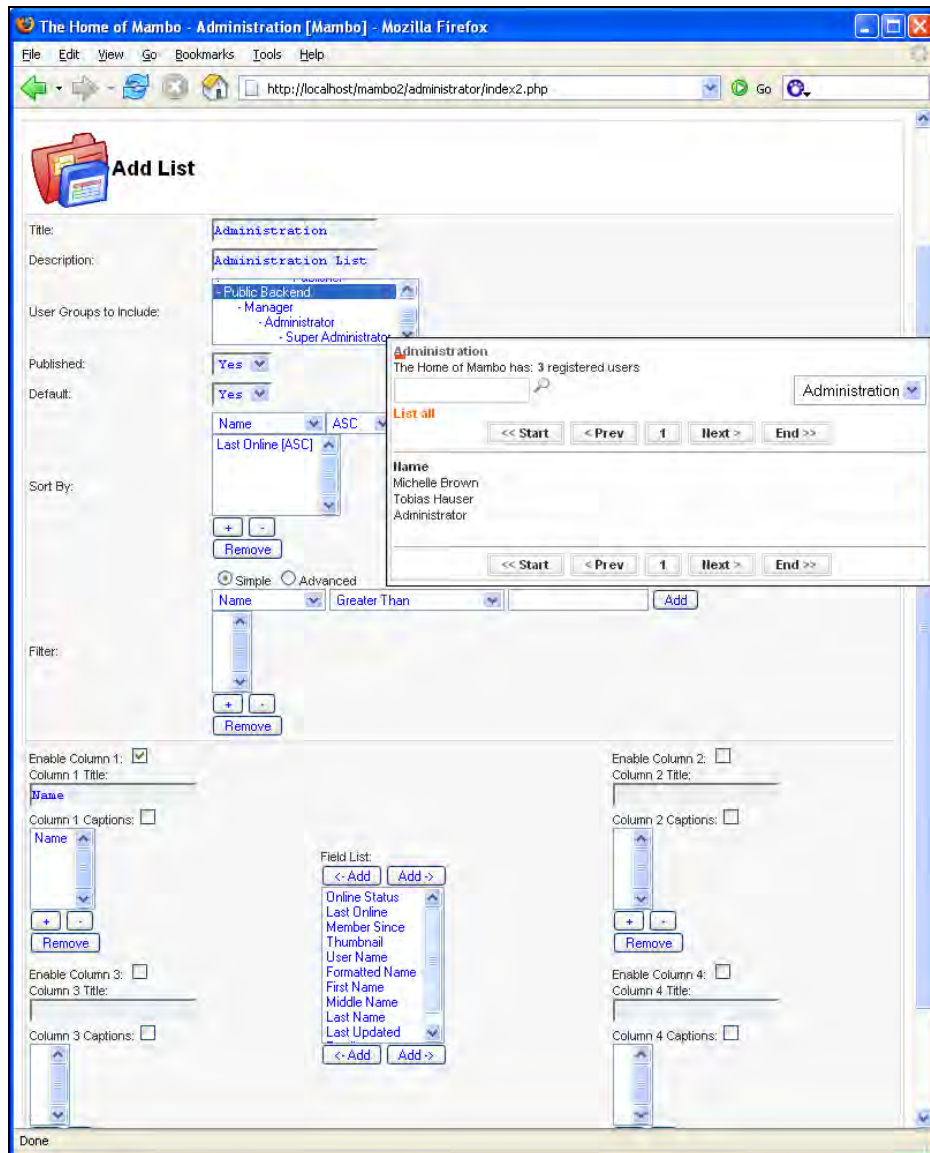 The Home of Mambo - Administration [Mambo] - Mozilla Firefox
File Edit View Go Bookmarks Tools Help
http://localhost/mambo2/administrator/index2.php Go
Add List
Title: Administration
Description: Administration List
- Public Backend
- Manager
- Administrator
- Super Administrator
User Groups to Include:
Published: Yes
Default: Yes
Name ASC
Last Online [ASC]
Sort By:
+ -
Remove
Administration
The Home of Mambo has: 3 registered users
Administration
List all
<< Start < Prev 1 Next > End >>
Name
Michelle Brown
Tobias Hauser
Administrator
<< Start < Prev 1 Next > End >>
Simple Advanced
Name Greater Than Add
Filter:
+ -
Remove
Enable Column 1:
Column 1 Title:
Name
Column 1 Captions:
Name
+ -
Remove
Enable Column 2:
Column 2 Title:
Column 2 Captions:
+ -
Remove
Field List:
<- Add Add ->
Online Status
Last Online
Member Since
Thumbnail
User Name
Formatted Name
First Name
Middle Name
Last Name
Last Updated
<- Add Add ->
Enable Column 3:
Column 3 Title:
Column 3 Captions:
Enable Column 4:
Column 4 Title:
Column 4 Captions:
Done